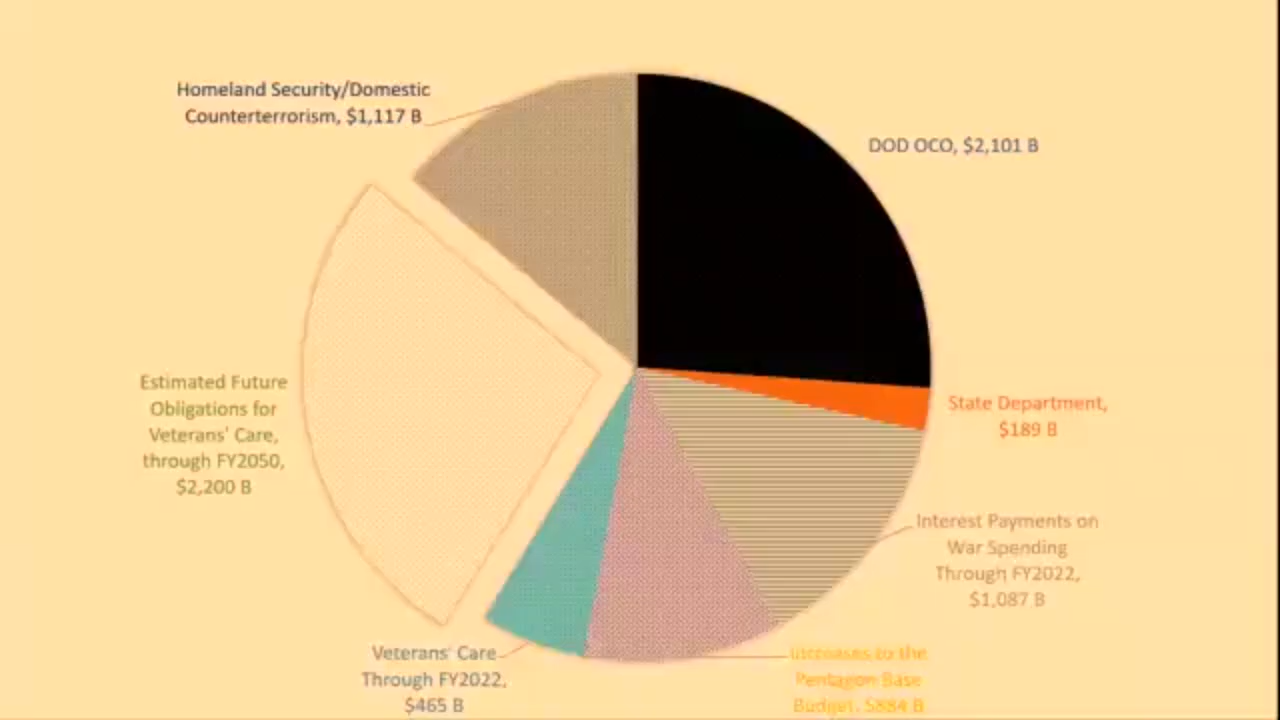 Homeland Security/Domestic
Counterterrorism, $1,117 B
DOD OCO, $2,101 B
Estimated Future
Obligations for
Veterans' Care,
through FY2050,
$2,200 B
State Department,
$189 B
Interest Payments on
War Spending
Through FY2022,
$1,087 B
Veterans' Care
Through FY2022,
$465 B
Increases to the
Pentagon Base
Budget, $884 B